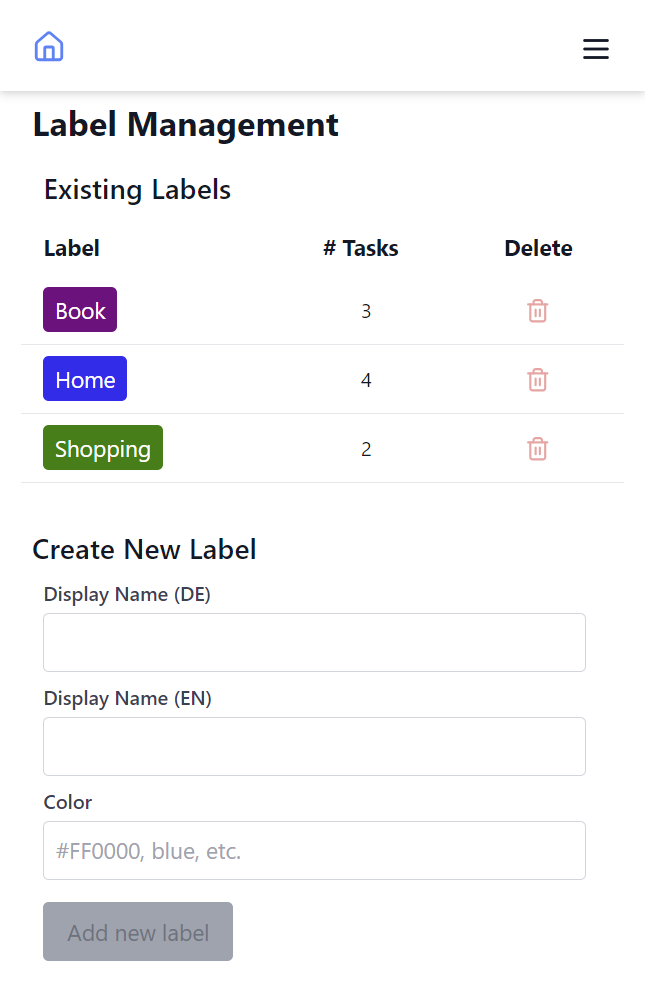 Label Management
Existing Labels
Label # Tasks Delete
Book 3
Home 4
Shopping 2
Create New Label
Display Name (DE)
Display Name (EN)
Color
#FF0000, blue, etc.
Add new label